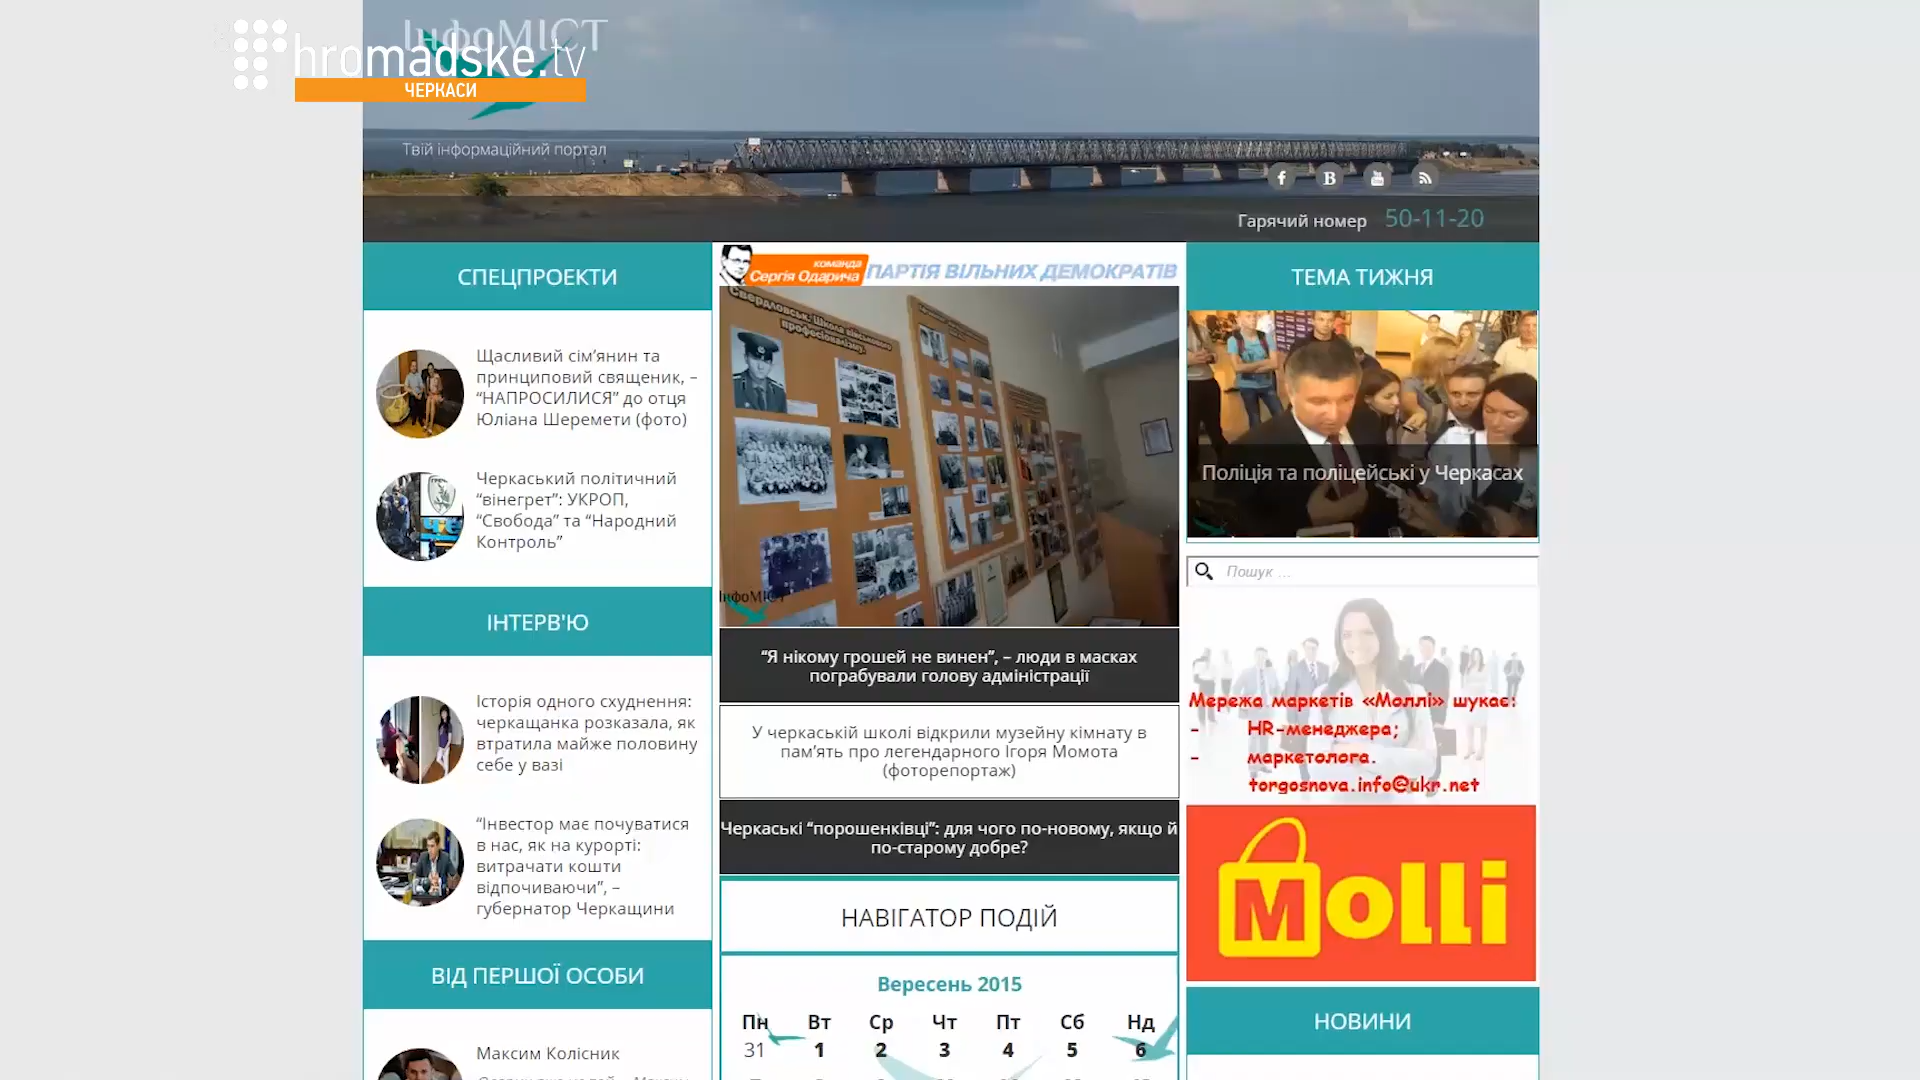 ІнфоМІСТ
hromadske.tv
ЧЕРКАСИ
Твій інформаційний портал
Гарячий номер 50-11-20
СПЕЦПРОЕКТИ
Щасливий сім’янин та
принциповий священик, –
“НАПРОСИЛИСЯ” до отця
Юліана Шеремети (фото)
Черкаський політичний
“вінегрет”: УКРОП,
“Свобода” та “Народний
Контроль”
ІНТЕРВ'Ю
Історія одного схуднення:
черкащанка розказала, як
втратила майже половину
себе у вазі
“Інвестор має почуватися
в нас, як на курорті:
витрачати кошти
відпочиваючи”, –
губернатор Черкащини
ВІД ПЕРШОЇ ОСОБИ
Максим Колісник
команда
Сергія Одарича
ПАРТІЯ ВІЛЬНИХ ДЕМОКРАТІВ
Свердловськ. Школа військового
професіоналізму.
ІнфоМІСТ
“Я нікому грошей не винен”, – люди в масках
пограбували голову адміністрації
У черкаській школі відкрили музейну кімнату в
пам’ять про легендарного Ігоря Момота
(фоторепортаж)
Черкаські “порошенківці”: для чого по-новому, якщо й
по-старому добре?
НАВІГАТОР ПОДІЙ
Вересень 2015
Пн Вт Ср Чт Пт Сб Нд
31 1 2 3 4 5 6
ТЕМА ТИЖНЯ
Поліція та поліцейські у Черкасах
Пошук ...
Мережа маркетів «Моллі» шукає:
- HR-менеджера;
- маркетолога.
torgosnova.info@ukr.net
Molli
НОВИНИ